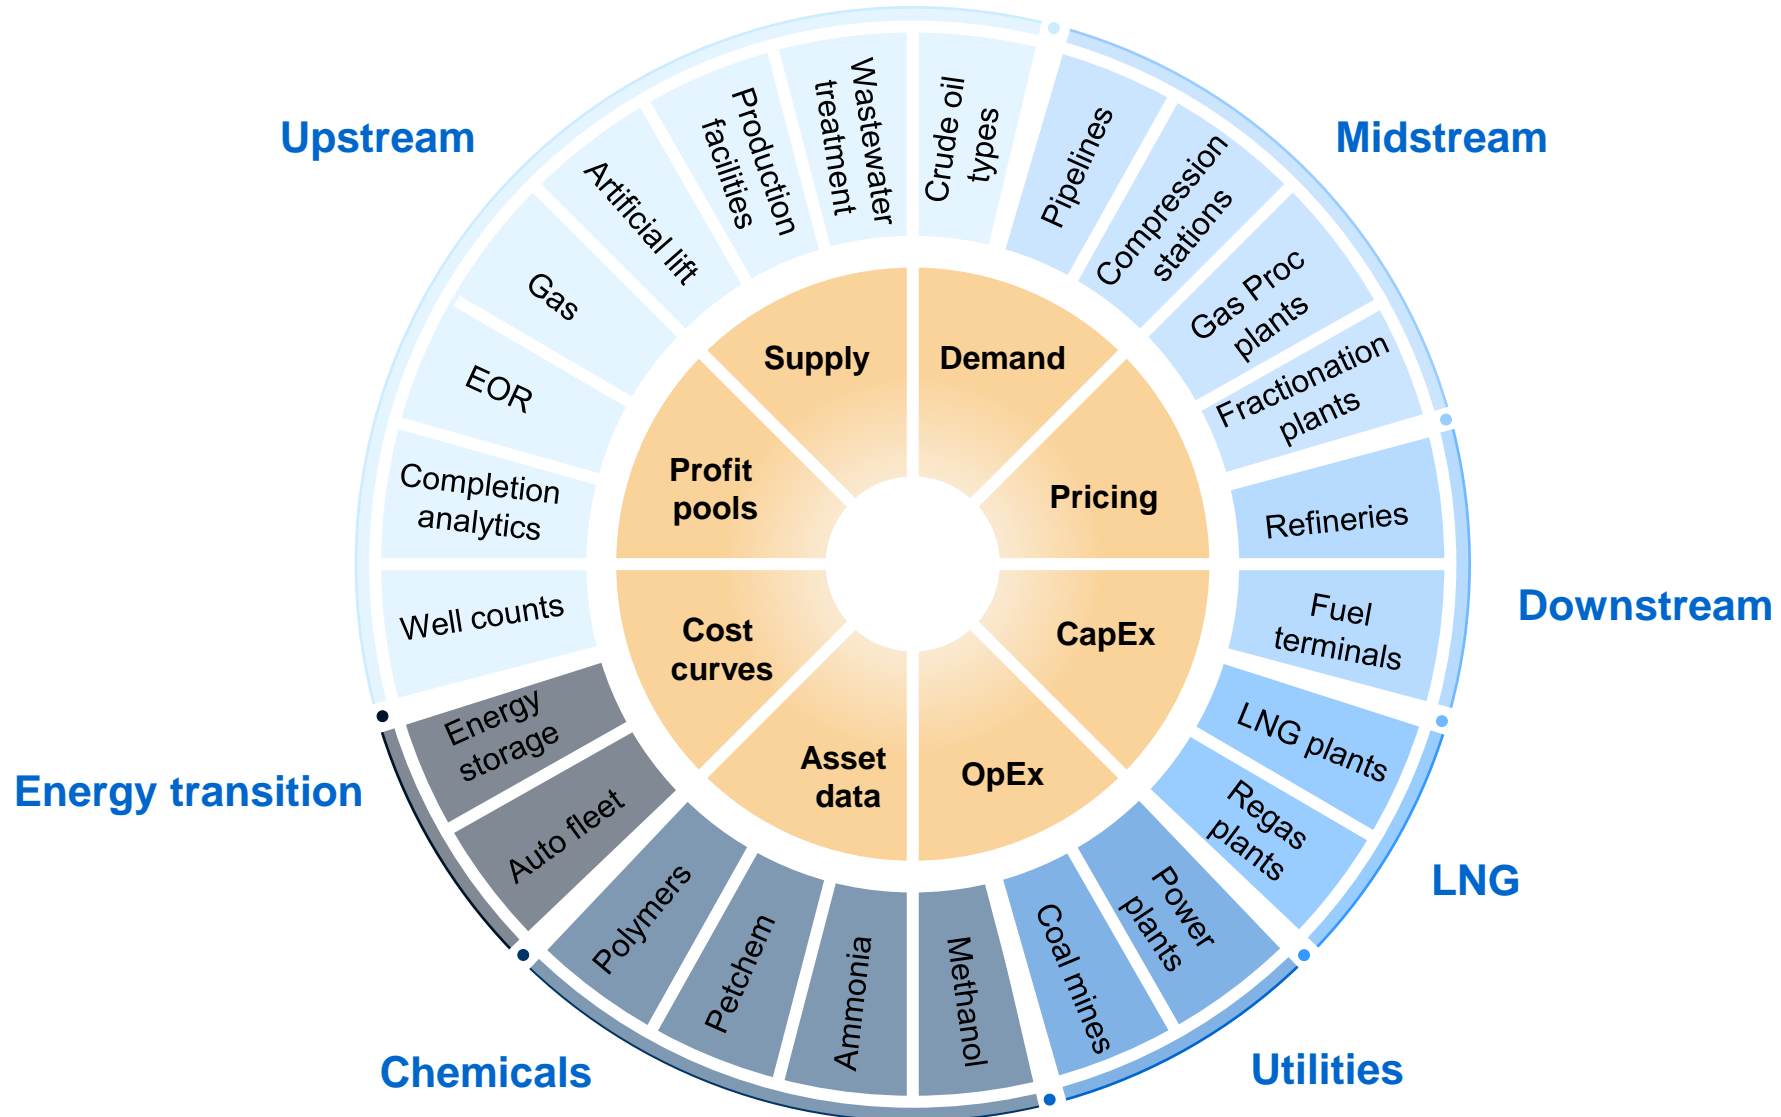 Upstream
Wastewater
treatment
Crude oil
types
Production
facilities
Artificial lift
Gas
EOR
Completion
analytics
Well counts
Midstream
Pipelines
Compression
stations
Gas Proc
plants
Fractionation
plants
Downstream
Refineries
Fuel
terminals
LNG
LNG plants
Regas
plants
Utilities
Power
plants
Coal mines
Chemicals
Methanol
Ammonia
Petchem
Polymers
Energy transition
Auto fleet
Energy
storage
Supply
Demand
Pricing
CapEx
OpEx
Asset
data
Cost
curves
Profit
pools